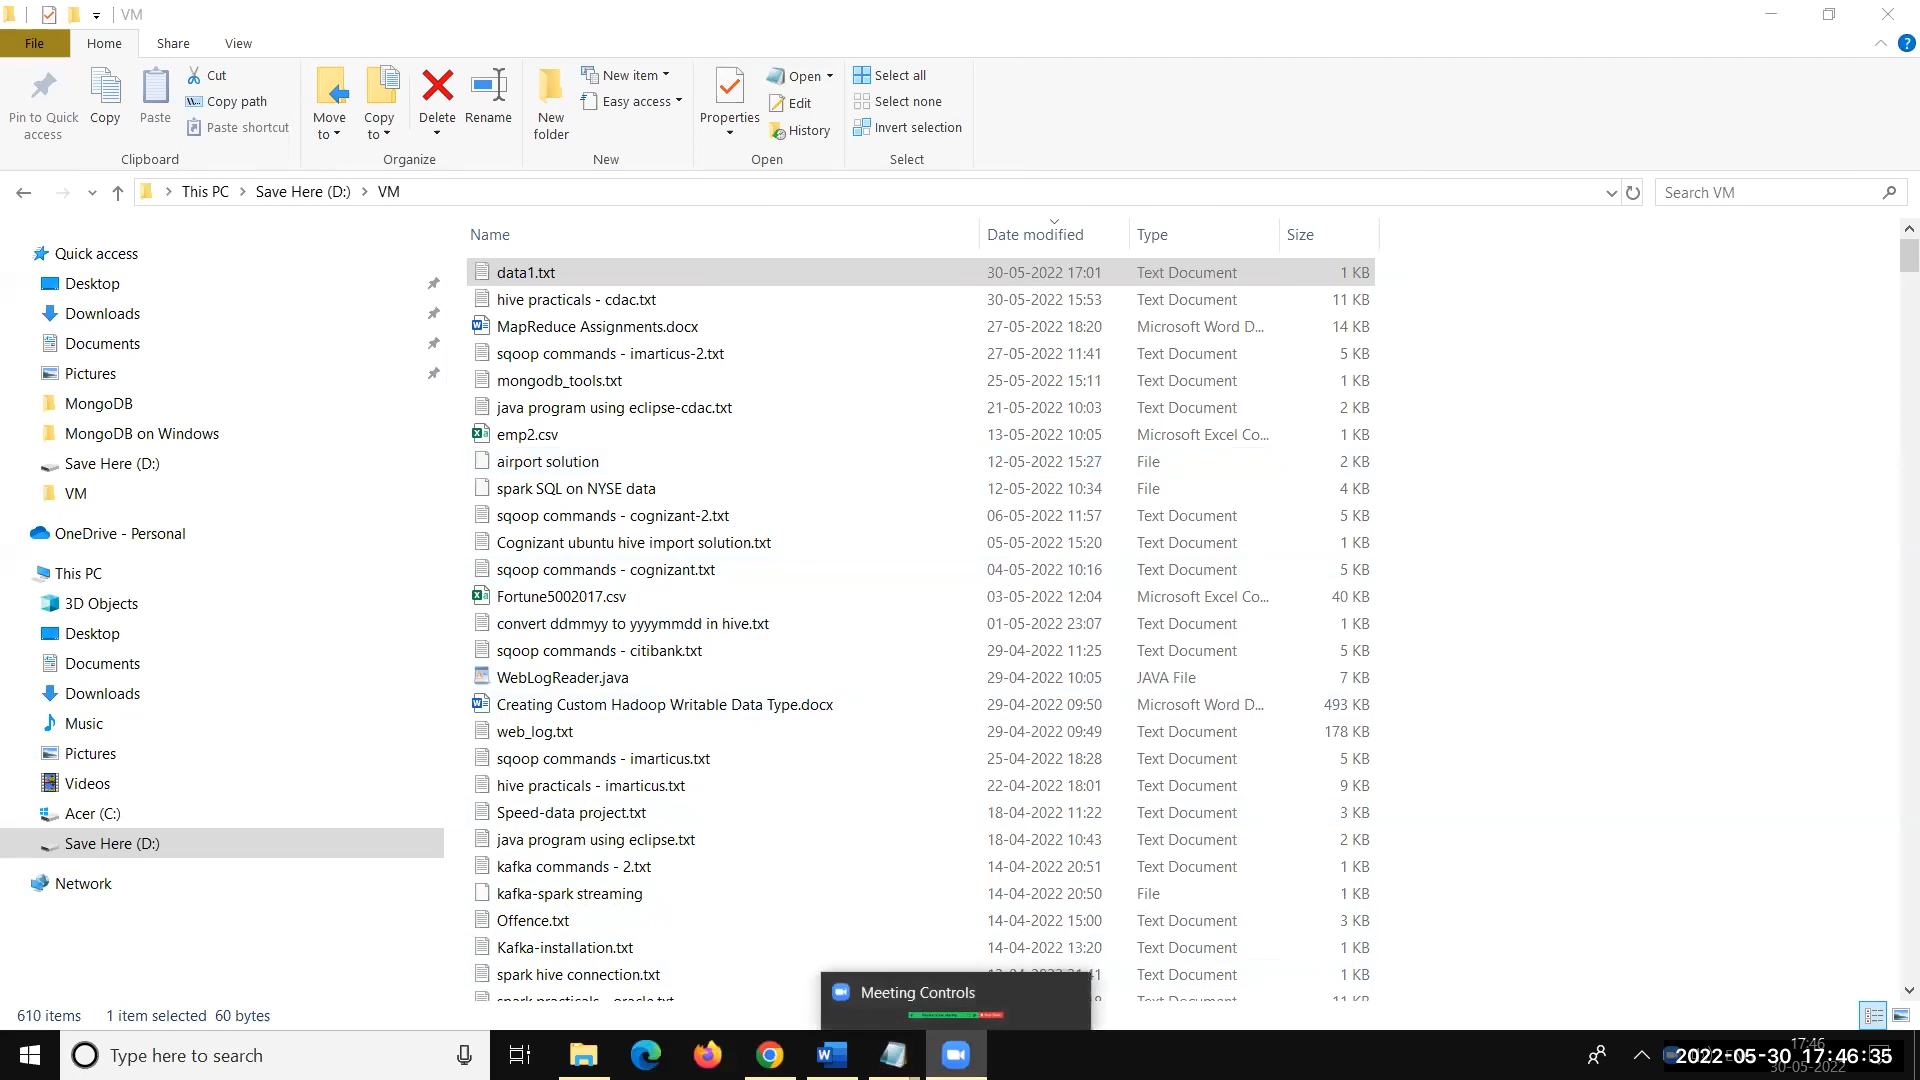 VM
File Home Share View
Pin to Quick access
Copy
Paste
Cut
Copy path
Paste shortcut
Clipboard
Move to
Copy to
Delete
Rename
Organize
New folder
New item
Easy access
New
Properties
Open
Edit
History
Open
Select all
Select none
Invert selection
Select
This PC Save Here (D:) VM
Search VM
Quick access
Desktop
Downloads
Documents
Pictures
MongoDB
MongoDB on Windows
Save Here (D:)
VM
OneDrive - Personal
This PC
3D Objects
Desktop
Documents
Downloads
Music
Pictures
Videos
Acer (C:)
Save Here (D:)
Network
Name Date modified Type Size
data1.txt 30-05-2022 17:01 Text Document 1 KB
hive practicals - cdac.txt 30-05-2022 15:53 Text Document 11 KB
MapReduce Assignments.docx 27-05-2022 18:20 Microsoft Word D... 14 KB
sqoop commands - imarticus-2.txt 27-05-2022 11:41 Text Document 5 KB
mongodb_tools.txt 25-05-2022 15:11 Text Document 1 KB
java program using eclipse-cdac.txt 21-05-2022 10:03 Text Document 2 KB
emp2.csv 13-05-2022 10:05 Microsoft Excel Co... 1 KB
airport solution 12-05-2022 15:27 File 2 KB
spark SQL on NYSE data 12-05-2022 10:34 File 4 KB
sqoop commands - cognizant-2.txt 06-05-2022 11:57 Text Document 5 KB
Cognizant ubuntu hive import solution.txt 05-05-2022 15:20 Text Document 1 KB
sqoop commands - cognizant.txt 04-05-2022 10:16 Text Document 5 KB
Fortune5002017.csv 03-05-2022 12:04 Microsoft Excel Co... 40 KB
convert ddmmyy to yyyymmdd in hive.txt 01-05-2022 23:07 Text Document 1 KB
sqoop commands - citibank.txt 29-04-2022 11:25 Text Document 5 KB
WebLogReader.java 29-04-2022 10:05 JAVA File 7 KB
Creating Custom Hadoop Writable Data Type.docx 29-04-2022 09:50 Microsoft Word D... 493 KB
web_log.txt 29-04-2022 09:49 Text Document 178 KB
sqoop commands - imarticus.txt 25-04-2022 18:28 Text Document 5 KB
hive practicals - imarticus.txt 22-04-2022 18:01 Text Document 9 KB
Speed-data project.txt 18-04-2022 11:22 Text Document 3 KB
java program using eclipse.txt 18-04-2022 10:43 Text Document 2 KB
kafka commands - 2.txt 14-04-2022 20:51 Text Document 1 KB
kafka-spark streaming 14-04-2022 20:50 File 1 KB
Offence.txt 14-04-2022 15:00 Text Document 3 KB
Kafka-installation.txt 14-04-2022 13:20 Text Document 1 KB
spark hive connection.txt Text Document 1 KB
Meeting Controls
610 items 1 item selected 60 bytes
Type here to search
17:46
2022-05-30 17:46:35
30-05-2022